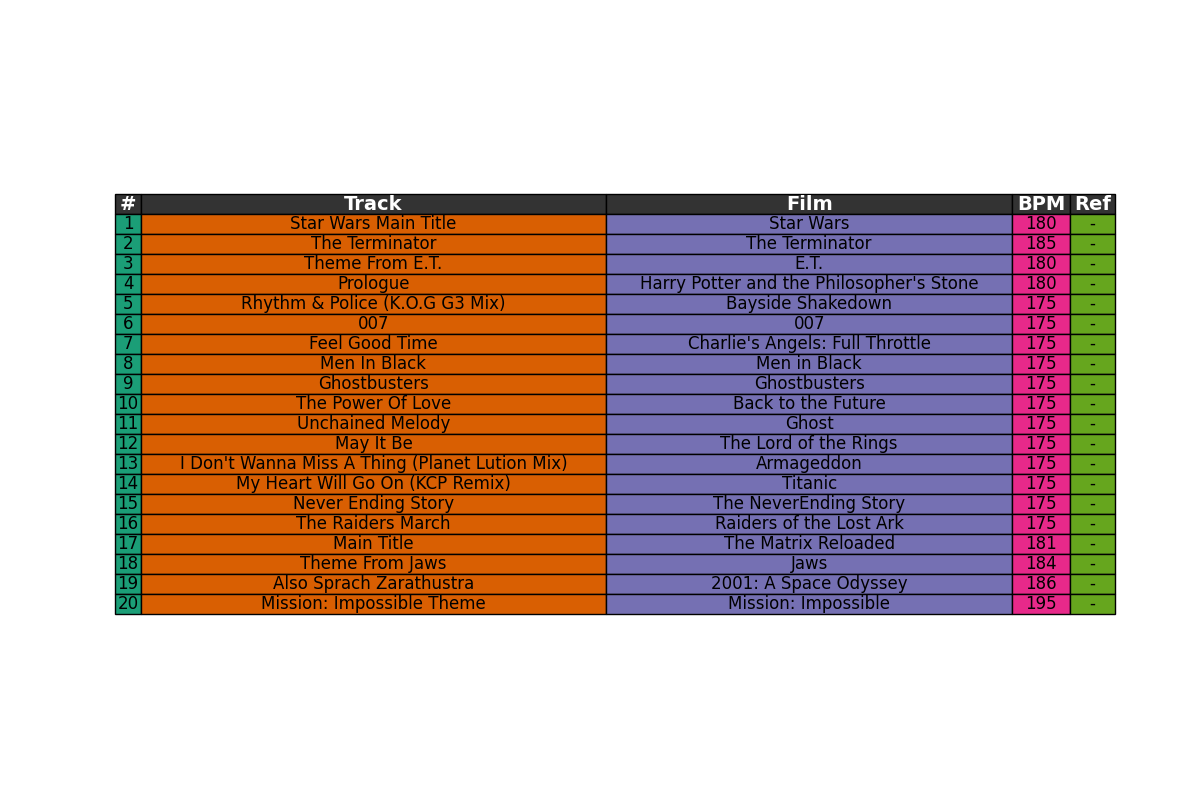 # Track Film BPM Ref
1 Star Wars Main Title Star Wars 180 -
2 The Terminator The Terminator 185 -
3 Theme From E.T. E.T. 180 -
4 Prologue Harry Potter and the Philosopher's Stone 180 -
5 Rhythm & Police (K.O.G G3 Mix) Bayside Shakedown 175 -
6 007 007 175 -
7 Feel Good Time Charlie's Angels: Full Throttle 175 -
8 Men In Black Men in Black 175 -
9 Ghostbusters Ghostbusters 175 -
10 The Power Of Love Back to the Future 175 -
11 Unchained Melody Ghost 175 -
12 May It Be The Lord of the Rings 175 -
13 I Don't Wanna Miss A Thing (Planet Lution Mix) Armageddon 175 -
14 My Heart Will Go On (KCP Remix) Titanic 175 -
15 Never Ending Story The NeverEnding Story 175 -
16 The Raiders March Raiders of the Lost Ark 175 -
17 Main Title The Matrix Reloaded 181 -
18 Theme From Jaws Jaws 184 -
19 Also Sprach Zarathustra 2001: A Space Odyssey 186 -
20 Mission: Impossible Theme Mission: Impossible 195 -